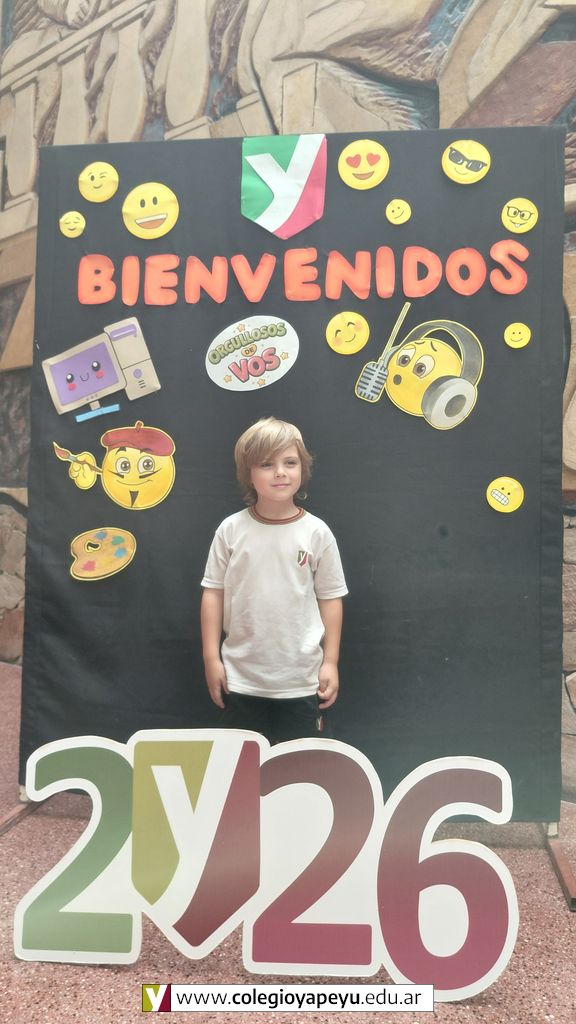 Y
BIENVENIDOS
ORGULLOSOS
DE
VOS
Y
2Y26
Y www.colegioyapeyu.edu.ar